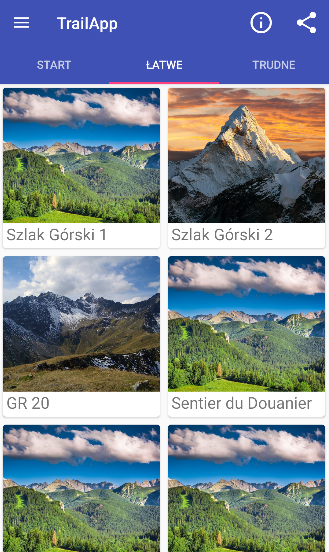 TrailApp
START ŁATWE TRUDNE
Szlak Górski 1 Szlak Górski 2
GR 20 Sentier du Douanier